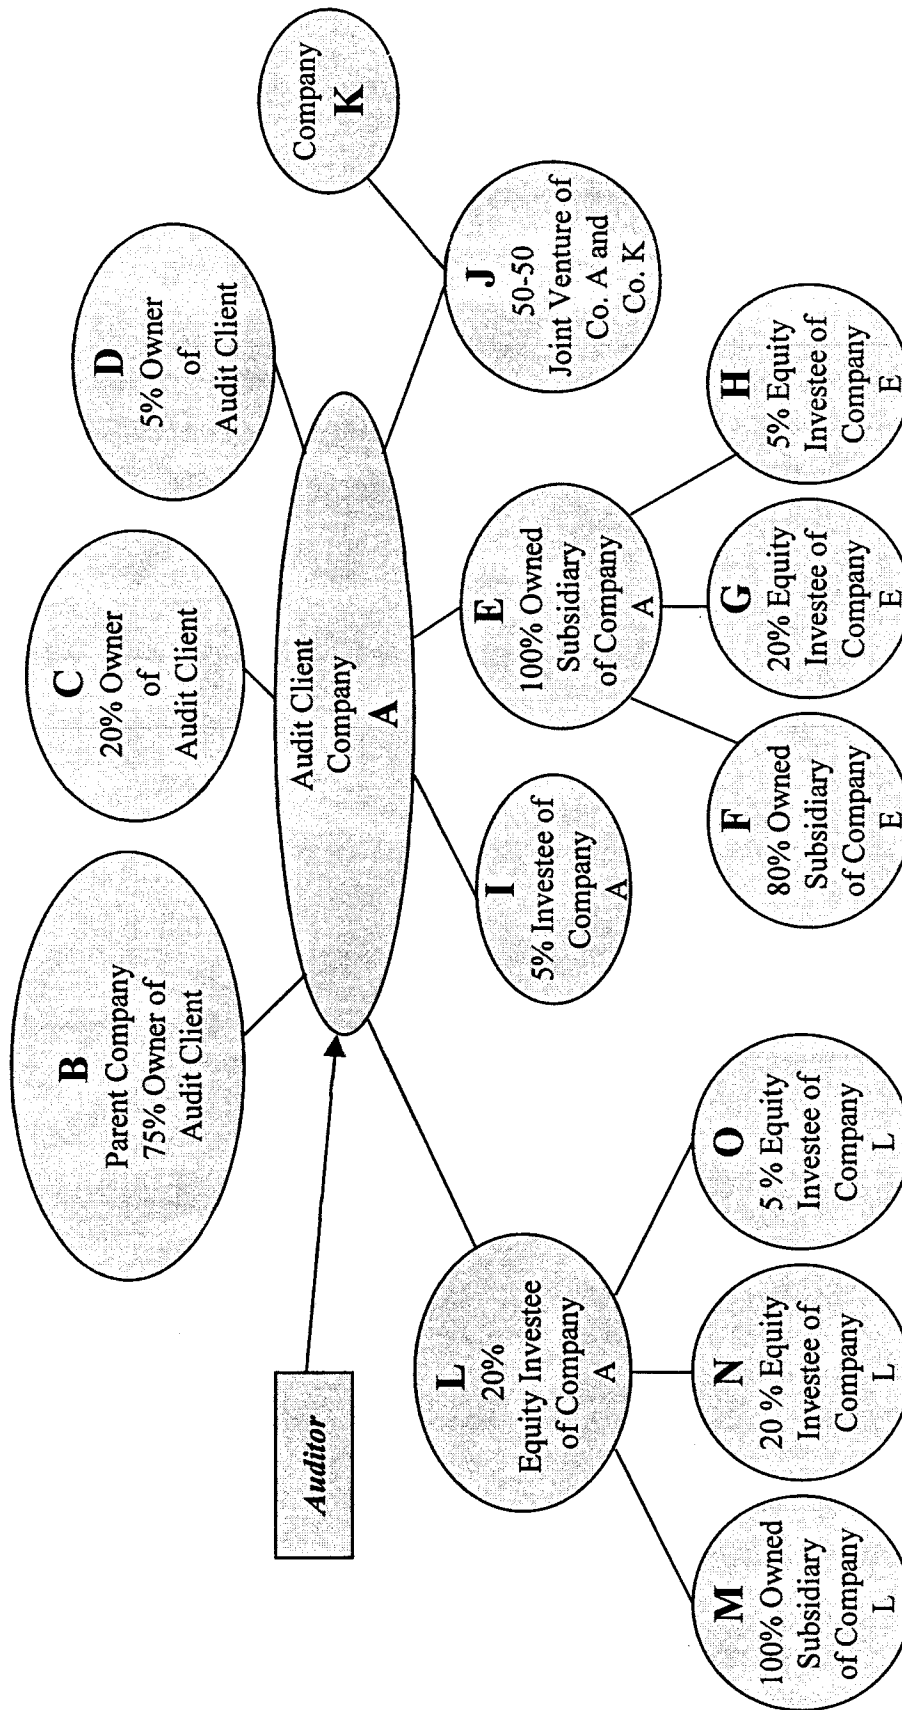 B
Parent Company
75% Owner of
Audit Client
C
20% Owner
of
Audit Client
D
5% Owner
of
Audit Client
Auditor
Audit Client
Company
A
Company
K
L
20%
Equity Investee
of Company
A
I
5% Investee of
Company
A
E
100% Owned
Subsidiary
of Company
A
J
50-50
Joint Venture of
Co. A and
Co. K
M
100% Owned
Subsidiary
of Company
L
N
20 % Equity
Investee of
Company
L
O
5 % Equity
Investee of
Company
L
F
80% Owned
Subsidiary
of Company
E
G
20% Equity
Investee of
Company
E
H
5% Equity
Investee of
Company
E